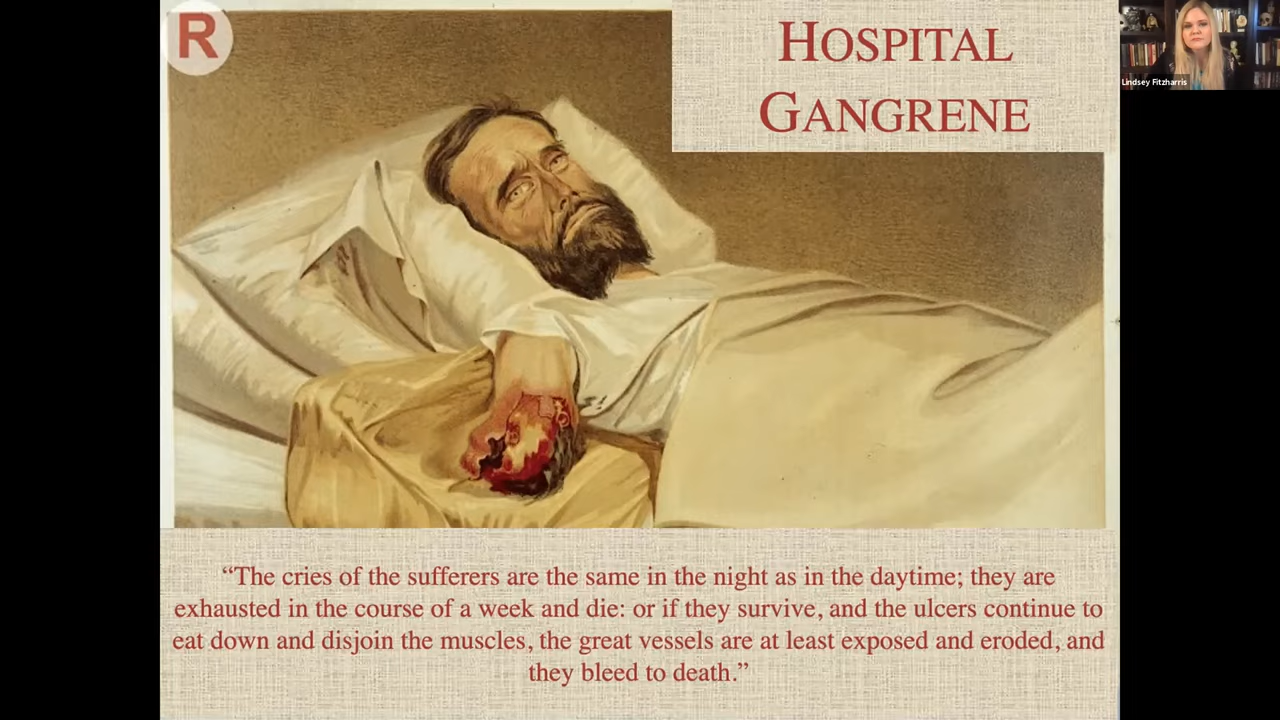 R
HOSPITAL
GANGRENE
Lindsey Fitzharris
“The cries of the sufferers are the same in the night as in the daytime; they are
exhausted in the course of a week and die: or if they survive, and the ulcers continue to
eat down and disjoin the muscles, the great vessels are at least exposed and eroded, and
they bleed to death.”